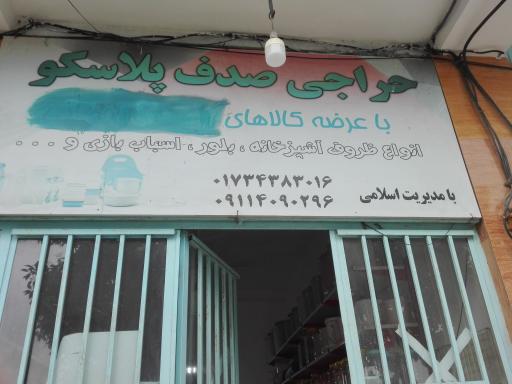 حراجی صدف پلاسکو
با عرضه کالاهای
انواع ظروف آشپزخانه ، بلور ، اسباب بازی و ...
۰۱۷۳۴۳۸۳۰۱۶
با مدیریت اسلامی
۰۹۱۱۴۰۹۰۲۹۶